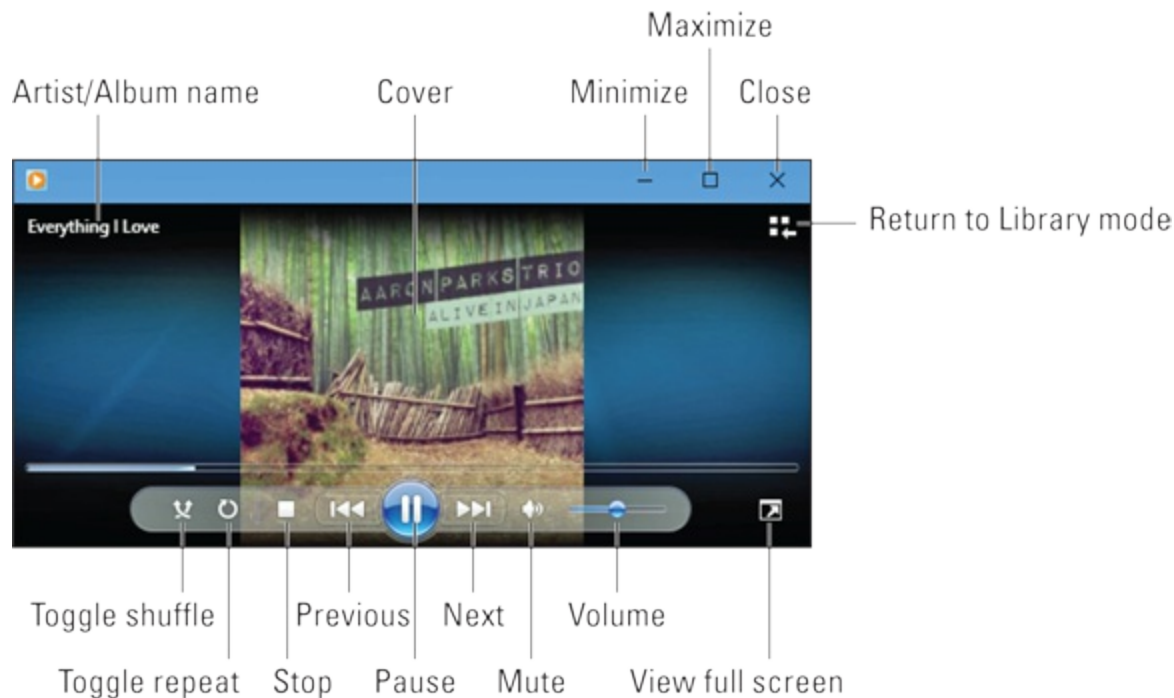 Maximize
Artist/Album name Cover Minimize Close
Everything I Love
Return to Library mode
AARON PARKS TRIO
ALIVE IN JAPAN
Toggle shuffle Previous Next Volume
Toggle repeat Stop Pause Mute View full screen